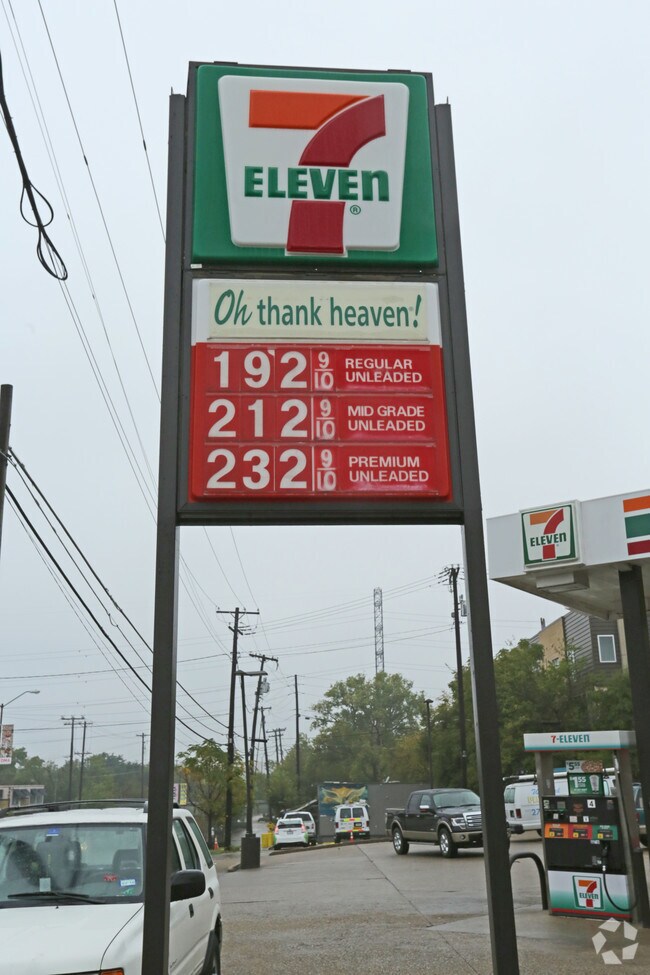 7
ELEVEN®
Oh thank heaven!
192 9/10 REGULAR
UNLEADED
212 9/10 MID GRADE
UNLEADED
232 9/10 PREMIUM
UNLEADED
7
ELEVEN
7-ELEVEN
7
ELEVEN